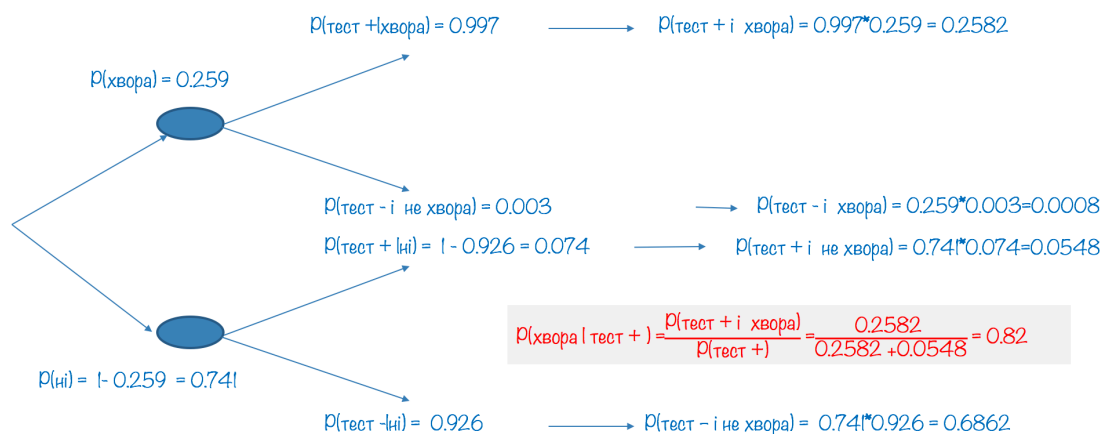 P(тест +|хвора) = 0.997
P(тест + і хвора) = 0.997*0.259 = 0.2582
P(хвора) = 0.259
P(тест - і не хвора) = 0.003
P(тест - і хвора) = 0.259*0.003=0.0008
P(тест + |ні) = 1 - 0.926 = 0.074
P(тест + і не хвора) = 0.741*0.074=0.0548
P(хвора | тест + ) = P(тест + і хвора) / P(тест +) = 0.2582 / 0.2582 +0.0548 = 0.82
P(ні) = 1- 0.259 = 0.741
P(тест -|ні) = 0.926
P(тест – і не хвора) = 0.741*0.926 = 0.6862